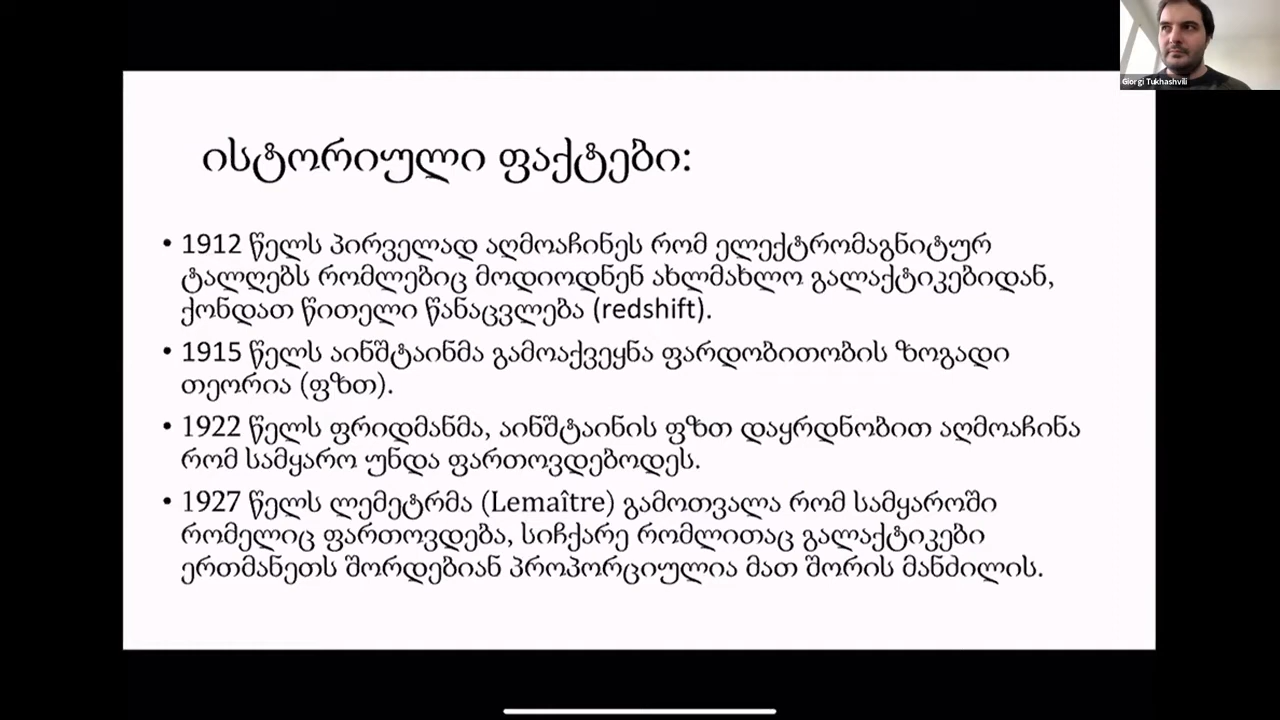 Giorgi Tukhashvili
ისტორიული ფაქტები:
• 1912 წელს პირველად აღმოაჩინეს რომ ელექტრომაგნიტურ
ტალღებს რომლებიც მოდიოდნენ ახლმახლო გალაქტიკებიდან,
ქონდათ წითელი წანაცვლება (redshift).
• 1915 წელს აინშტაინმა გამოაქვეყნა ფარდობითობის ზოგადი
თეორია (ფზთ).
• 1922 წელს ფრიდმანმა, აინშტაინის ფზთ დაყრდნობით აღმოაჩინა
რომ სამყარო უნდა ფართოვდებოდეს.
• 1927 წელს ლემეტრმა (Lemaître) გამოთვალა რომ სამყაროში
რომელიც ფართოვდება, სიჩქარე რომლითაც გალაქტიკები
ერთმანეთს შორდებიან პროპორციულია მათ შორის მანძილის.